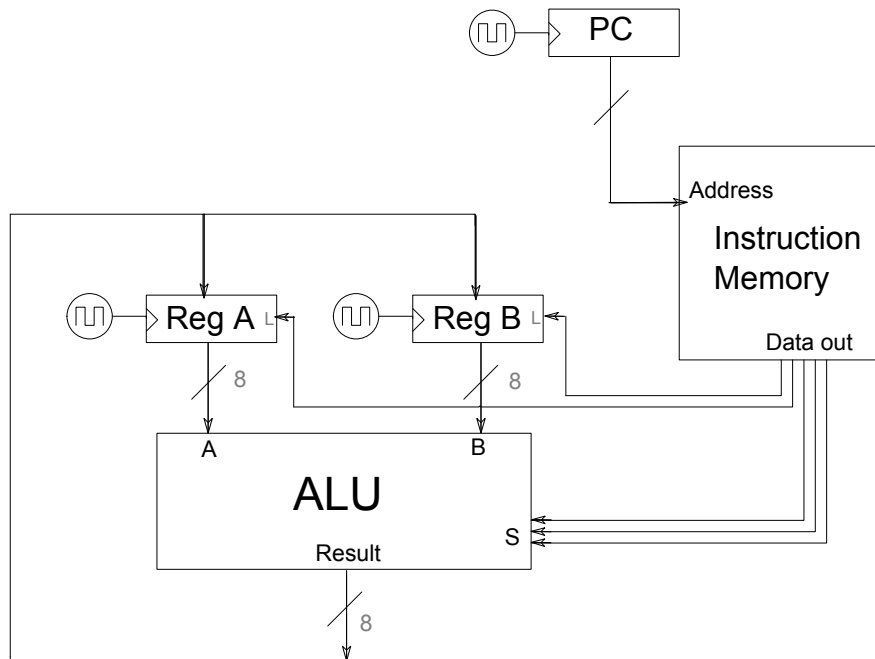 PC
Address
Instruction
Memory
Data out
Reg A L
Reg B L
8
8
A
B
ALU
S
Result
8